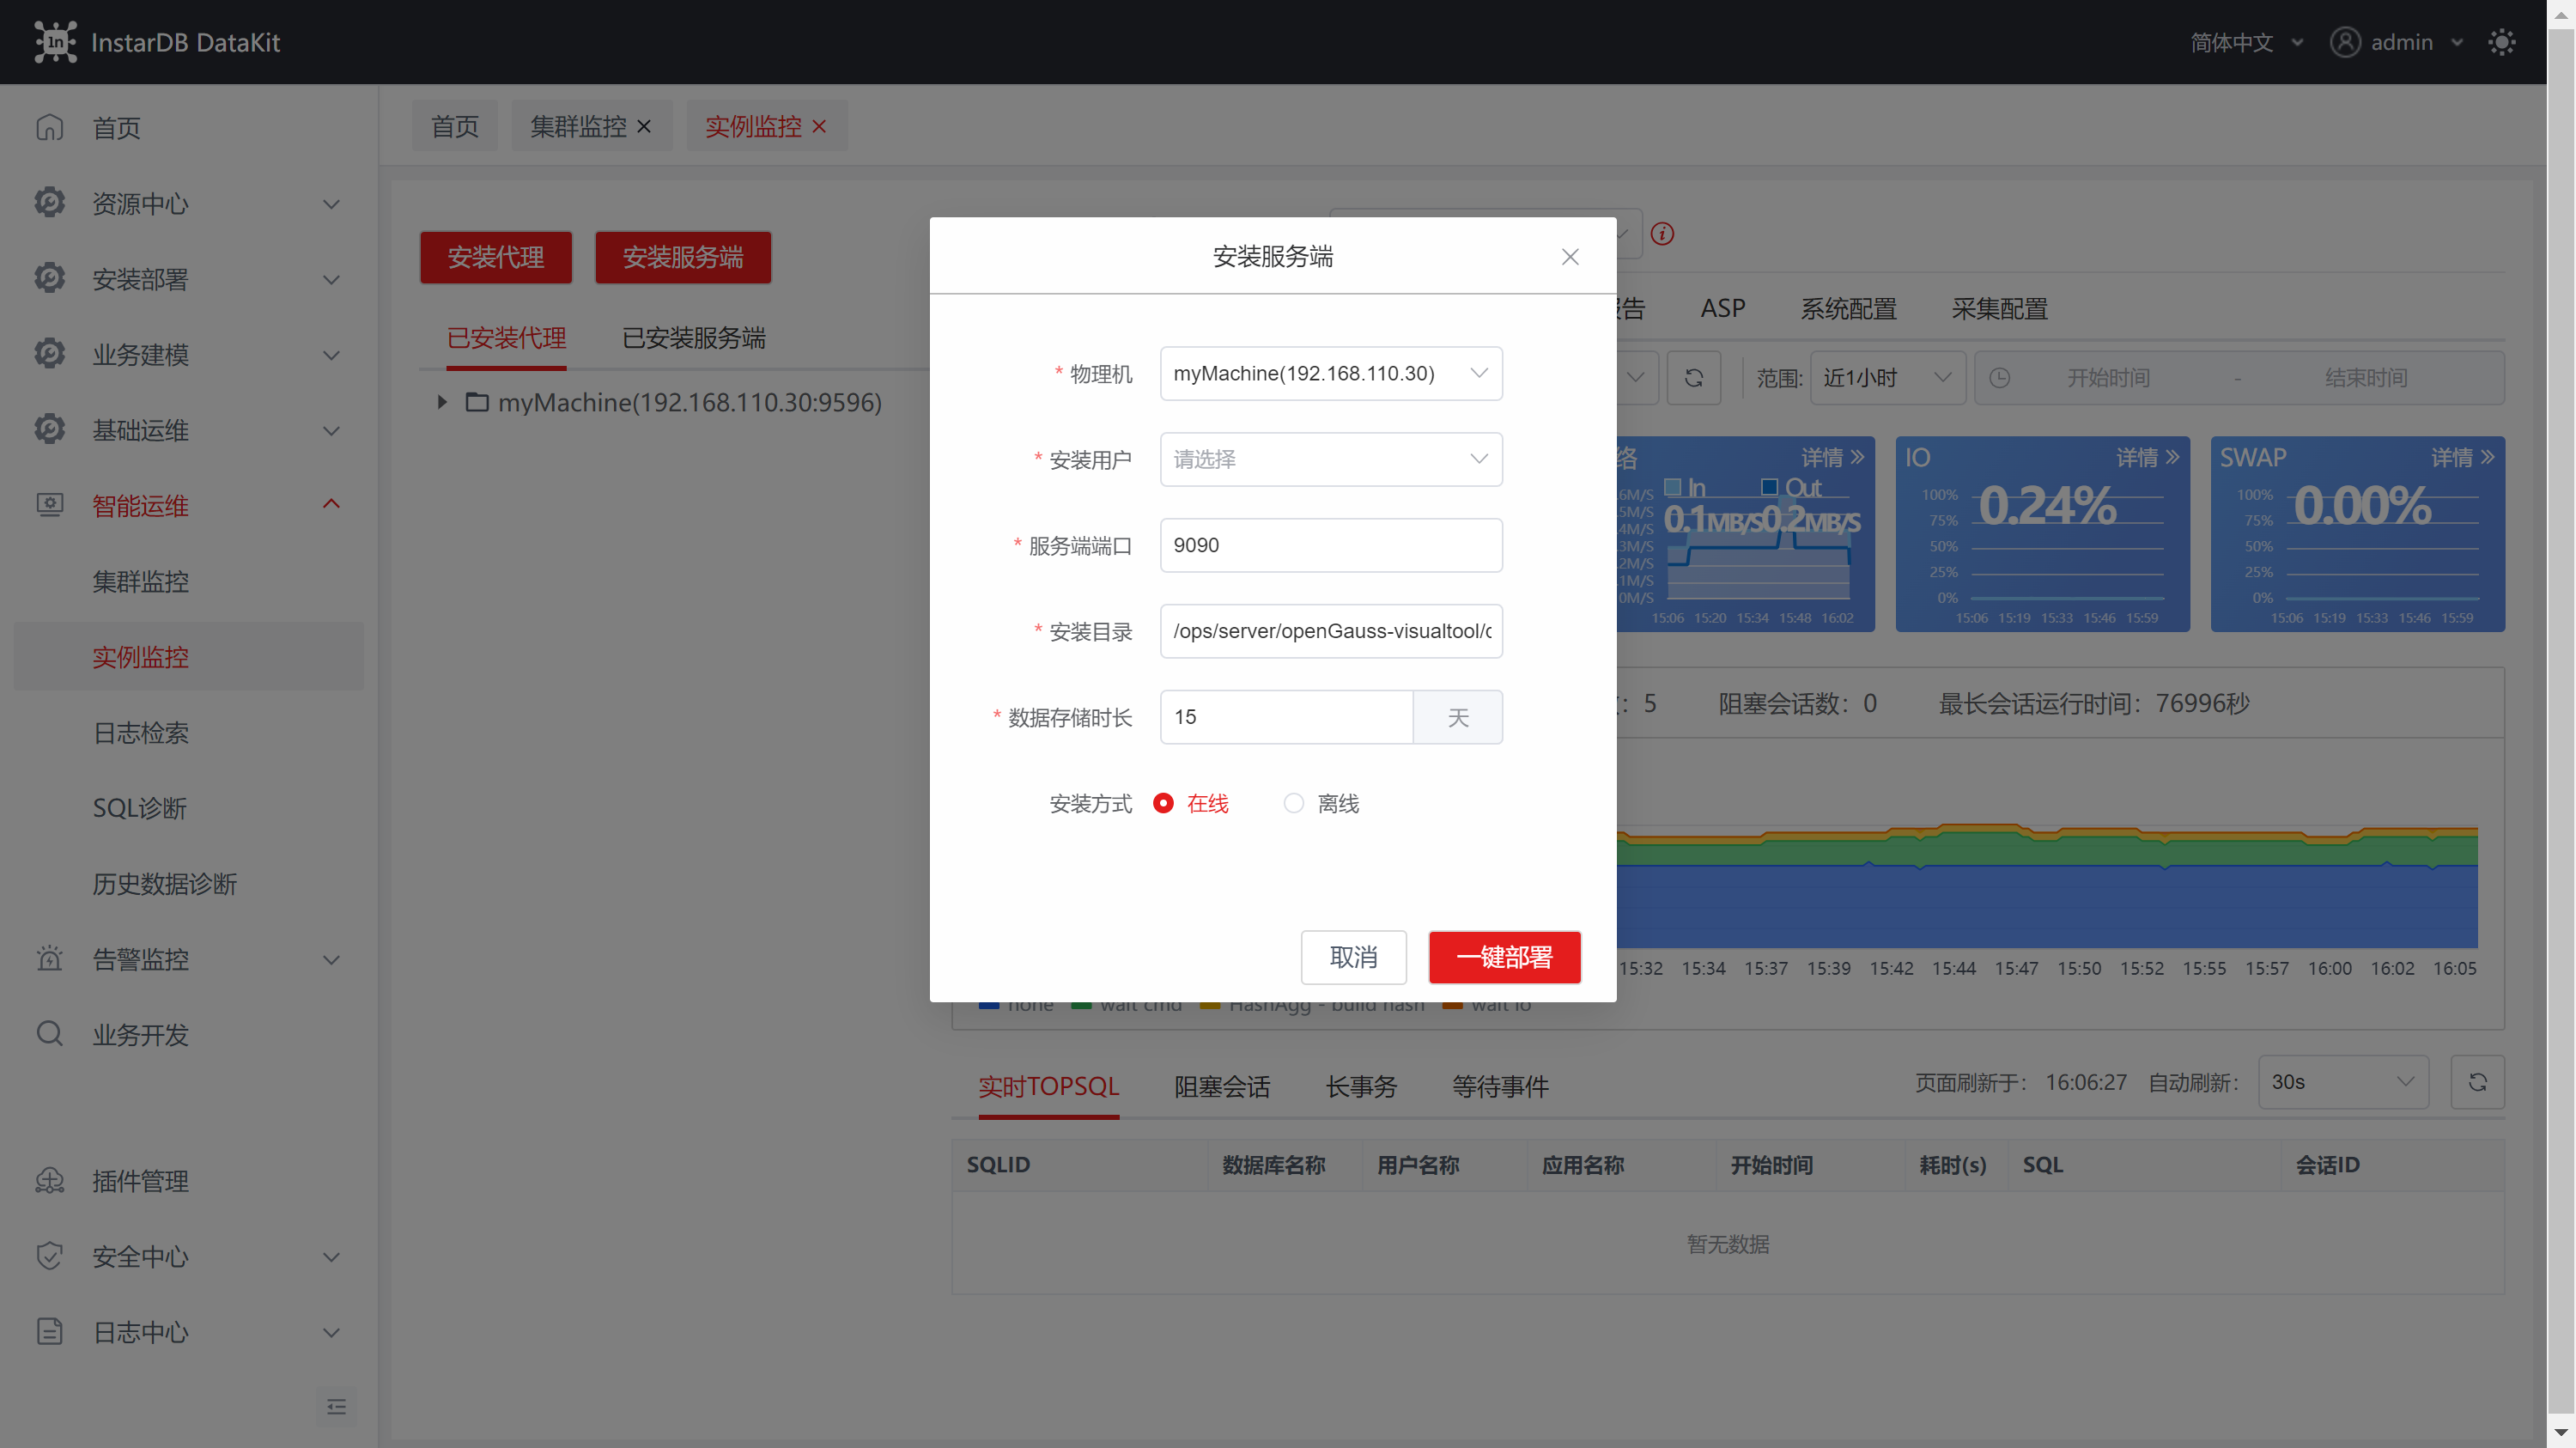 InstarDB DataKit
简体中文
admin
首页
资源中心
安装部署
业务建模
基础运维
智能运维
集群监控
实例监控
日志检索
SQL诊断
历史数据诊断
告警监控
业务开发
插件管理
安全中心
日志中心
首页 集群监控 实例监控
安装代理 安装服务端
已安装代理 已安装服务端
myMachine(192.168.110.30:9596)
安装服务端
* 物理机 myMachine(192.168.110.30)
* 安装用户 请选择
* 服务端端口 9090
* 安装目录 /ops/server/openGauss-visualtool/
* 数据存储时长 15 天
安装方式 在线 离线
取消 一键部署
告 ASP 系统配置 采集配置
范围: 近1小时 开始时间 - 结束时间
络 详情
In Out
0.1MB/S 0.2MB/S
6M/S
5M/S
4M/S
3M/S
2M/S
1M/S
0M/S
15:06 15:20 15:34 15:48 16:02
IO 详情
0.24%
100%
75%
50%
25%
0%
15:06 15:19 15:33 15:46 15:59
SWAP 详情
0.00%
100%
75%
50%
25%
0%
15:06 15:19 15:33 15:46 15:59
: 5 阻塞会话数: 0 最长会话运行时间: 76996秒
15:32 15:34 15:37 15:39 15:42 15:44 15:47 15:50 15:52 15:55 15:57 16:00 16:02 16:05
none wait cmd HashAgg - build hash wait io
实时TOPSQL 阻塞会话 长事务 等待事件
页面刷新于: 16:06:27 自动刷新: 30s
SQLID 数据库名称 用户名称 应用名称 开始时间 耗时(s) SQL 会话ID
暂无数据